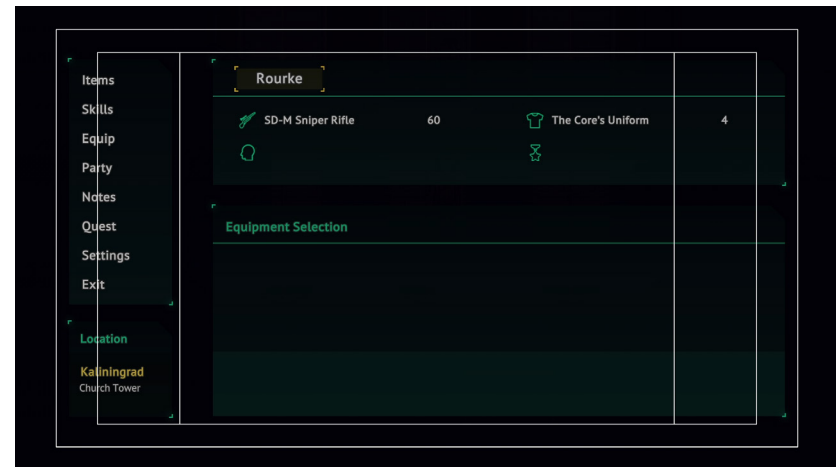 Items
Skills
Equip
Party
Notes
Quest
Settings
Exit
Location
Kaliningrad
Church Tower
Rourke
SD-M Sniper Rifle 60 The Core's Uniform 4
Equipment Selection